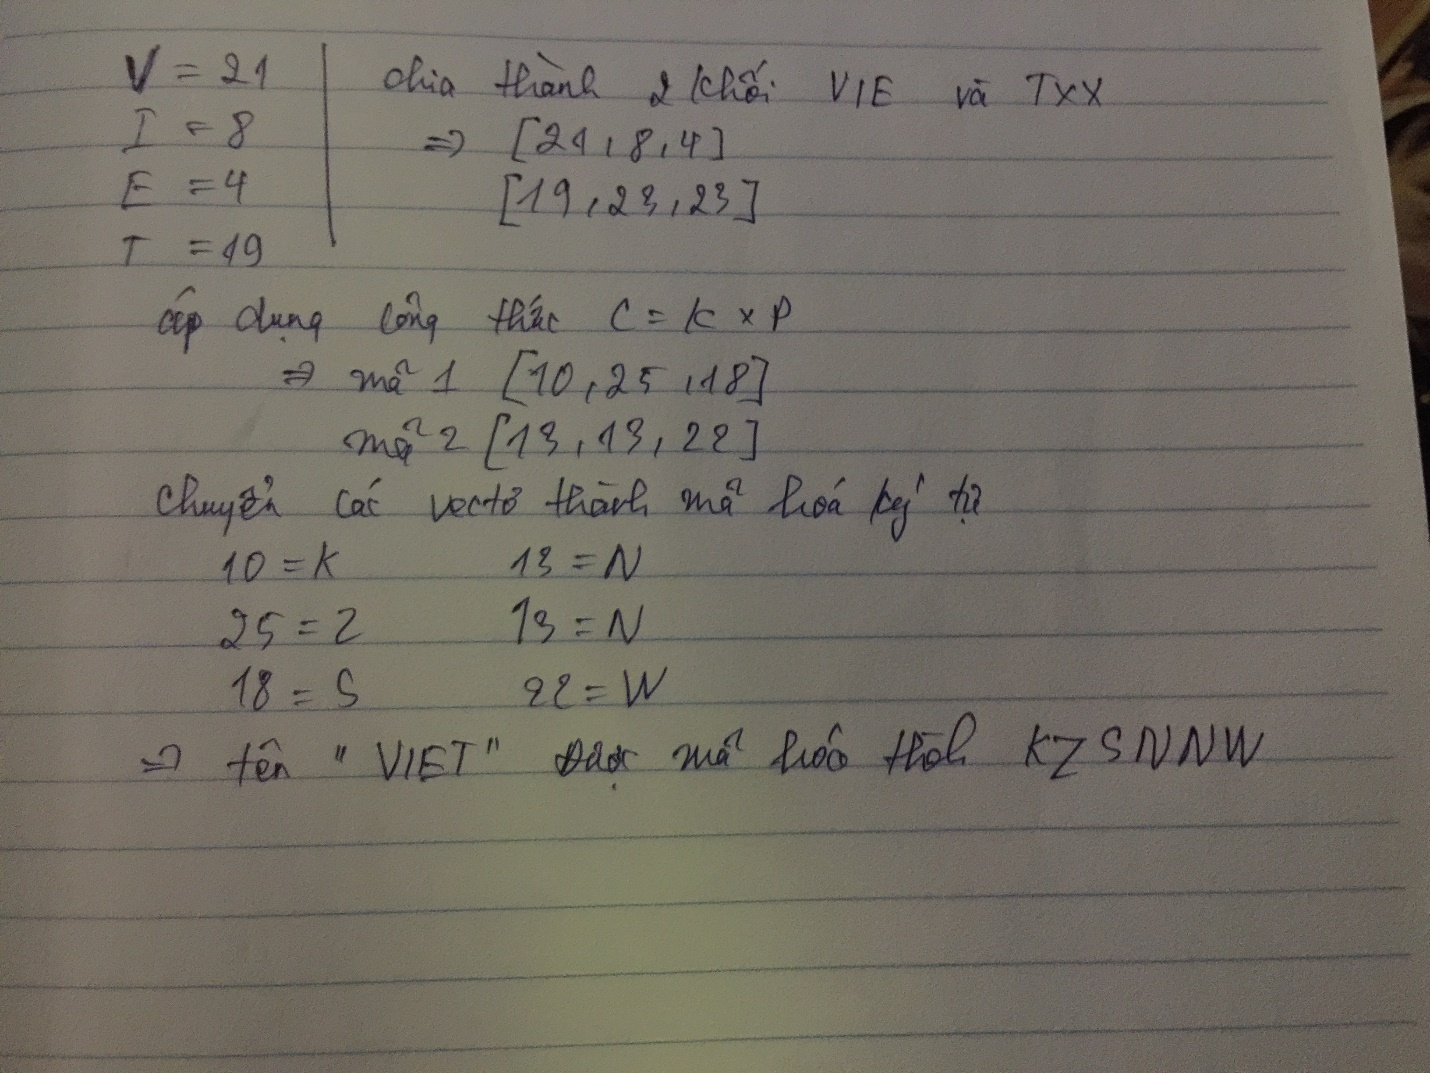 V = 21
I = 8
E = 4
T = 19
chia thành 2 khối VIE và TXX
=> [21, 8, 4]
[19, 23, 23]
áp dụng công thức C = K x P
=> mã 1 [10, 25, 18]
mã 2 [13, 13, 22]
chuyển các vectơ thành mã hoá ký tự
10 = K 13 = N
25 = Z 13 = N
18 = S 22 = W
=> tên "VIET" được mã hoá thành KZSNNW